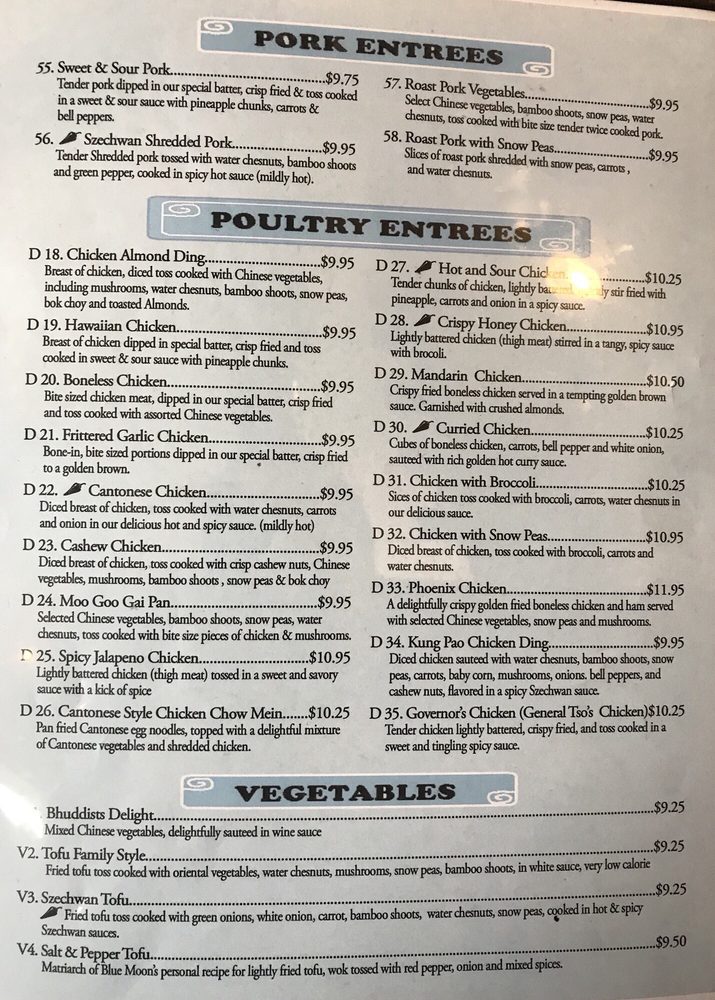 PORK ENTREES
55. Sweet & Sour Pork....................................$9.75
Tender pork dipped in our special batter, crisp fried & toss cooked
in a sweet & sour sauce with pineapple chunks, carrots &
bell peppers.
56. Szechwan Shredded Pork.....................$9.95
Tender Shredded pork tossed with water chesnuts, bamboo shoots
and green pepper, cooked in spicy hot sauce (mildly hot).
57. Roast Pork Vegetables..............................$9.95
Select Chinese vegetables, bamboo shoots, snow peas, water
chesnuts, toss cooked with bite size tender twice cooked pork.
58. Roast Pork with Snow Peas......................$9.95
Slices of roast pork shredded with snow peas, carrots ,
and water chesnuts.
POULTRY ENTREES
D 18. Chicken Almond Ding..........................$9.95
Breast of chicken, diced toss cooked with Chinese vegetables,
including mushrooms, water chesnuts, bamboo shoots, snow peas,
bok choy and toasted Almonds.
D 19. Hawaiian Chicken.................................$9.95
Breast of chicken dipped in special batter, crisp fried and toss
cooked in sweet & sour sauce with pineapple chunks.
D 20. Boneless Chicken...................................$9.95
Bite sized chicken meat, dipped in our special batter, crisp fried
and toss cooked with assorted Chinese vegetables.
D 21. Frittered Garlic Chicken.........................$9.95
Bone-in, bite sized portions dipped in our special batter, crisp fried
to a golden brown.
D 22. Cantonese Chicken.........................$9.95
Diced breast of chicken, toss cooked with water chesnuts, carrots
and onion in our delicious hot and spicy sauce. (mildly hot)
D 23. Cashew Chicken...................................$9.95
Diced breast of chicken, toss cooked with crisp cashew nuts, Chinese
vegetables, mushrooms, bamboo shoots , snow peas & bok choy
D 24. Moo Goo Gai Pan.................................$9.95
Selected Chinese vegetables, bamboo shoots, snow peas, water
chesnuts, toss cooked with bite size pieces of chicken & mushrooms.
25. Spicy Jalapeno Chicken.........................$10.95
Lightly battered chicken (thigh meat) tossed in a sweet and savory
sauce with a kick of spice
D 26. Cantonese Style Chicken Chow Mein.......$10.25
Pan fried Cantonese egg noodles, topped with a delightful mixture
of Cantonese vegetables and shredded chicken.
D 27. Hot and Sour Chicken..................$10.25
Tender chunks of chicken, lightly stir fried with
pineapple, carrots and onion in a spicy sauce.
D 28. Crispy Honey Chicken..................$10.95
Lightly battered chicken (thigh meat) stirred in a tangy, spicy sauce
with brocoli.
D 29. Mandarin Chicken............................$10.50
Crispy fried boneless chicken served in a tempting golden brown
sauce. Garnished with crushed almonds.
D 30. Curried Chicken..........................$10.25
Cubes of boneless chicken, carrots, bell pepper and white onion,
sauteed with rich golden hot curry sauce.
D 31. Chicken with Broccoli.........................$10.25
Sices of chicken toss cooked with broccoli, carrots, water chesnuts in
our delicious sauce.
D 32. Chicken with Snow Peas......................$10.95
Diced breast of chicken, toss cooked with broccoli, carrots and
water chesnuts.
D 33. Phoenix Chicken................................$11.95
A delightfully crispy golden fried boneless chicken and ham served
with selected Chinese vegetables, snow peas and mushrooms.
D 34. Kung Pao Chicken Ding........................$9.95
Diced chicken sauteed with water chesnuts, bamboo shoots, snow
peas, carrots, baby corn, mushrooms, onions. bell peppers, and
cashew nuts, flavored in a spicy Szechwan sauce.
D 35. Governor's Chicken (General Tso's Chicken)$10.25
Tender chicken lightly battered, crispy fried, and toss cooked in a
sweet and tingling spicy sauce.
VEGETABLES
Bhuddists Delight..............................................................$9.25
Mixed Chinese vegetables, delightfully sauteed in wine sauce
V2. Tofu Family Style...............................................................$9.25
Fried tofu toss cooked with oriental vegetables, water chesnuts, mushrooms, snow peas, bamboo shoots, in white sauce, very low calorie
V3. Szechwan Tofu..................................................................$9.25
Fried tofu toss cooked with green onions, white onion, carrot, bamboo shoots, water chesnuts, snow peas, cooked in hot & spicy
Szechwan sauces.
V4. Salt & Pepper Tofu..............................................................$9.50
Matriarch of Blue Moon's personal recipe for lightly fried tofu, wok tossed with red pepper, onion and mixed spices.